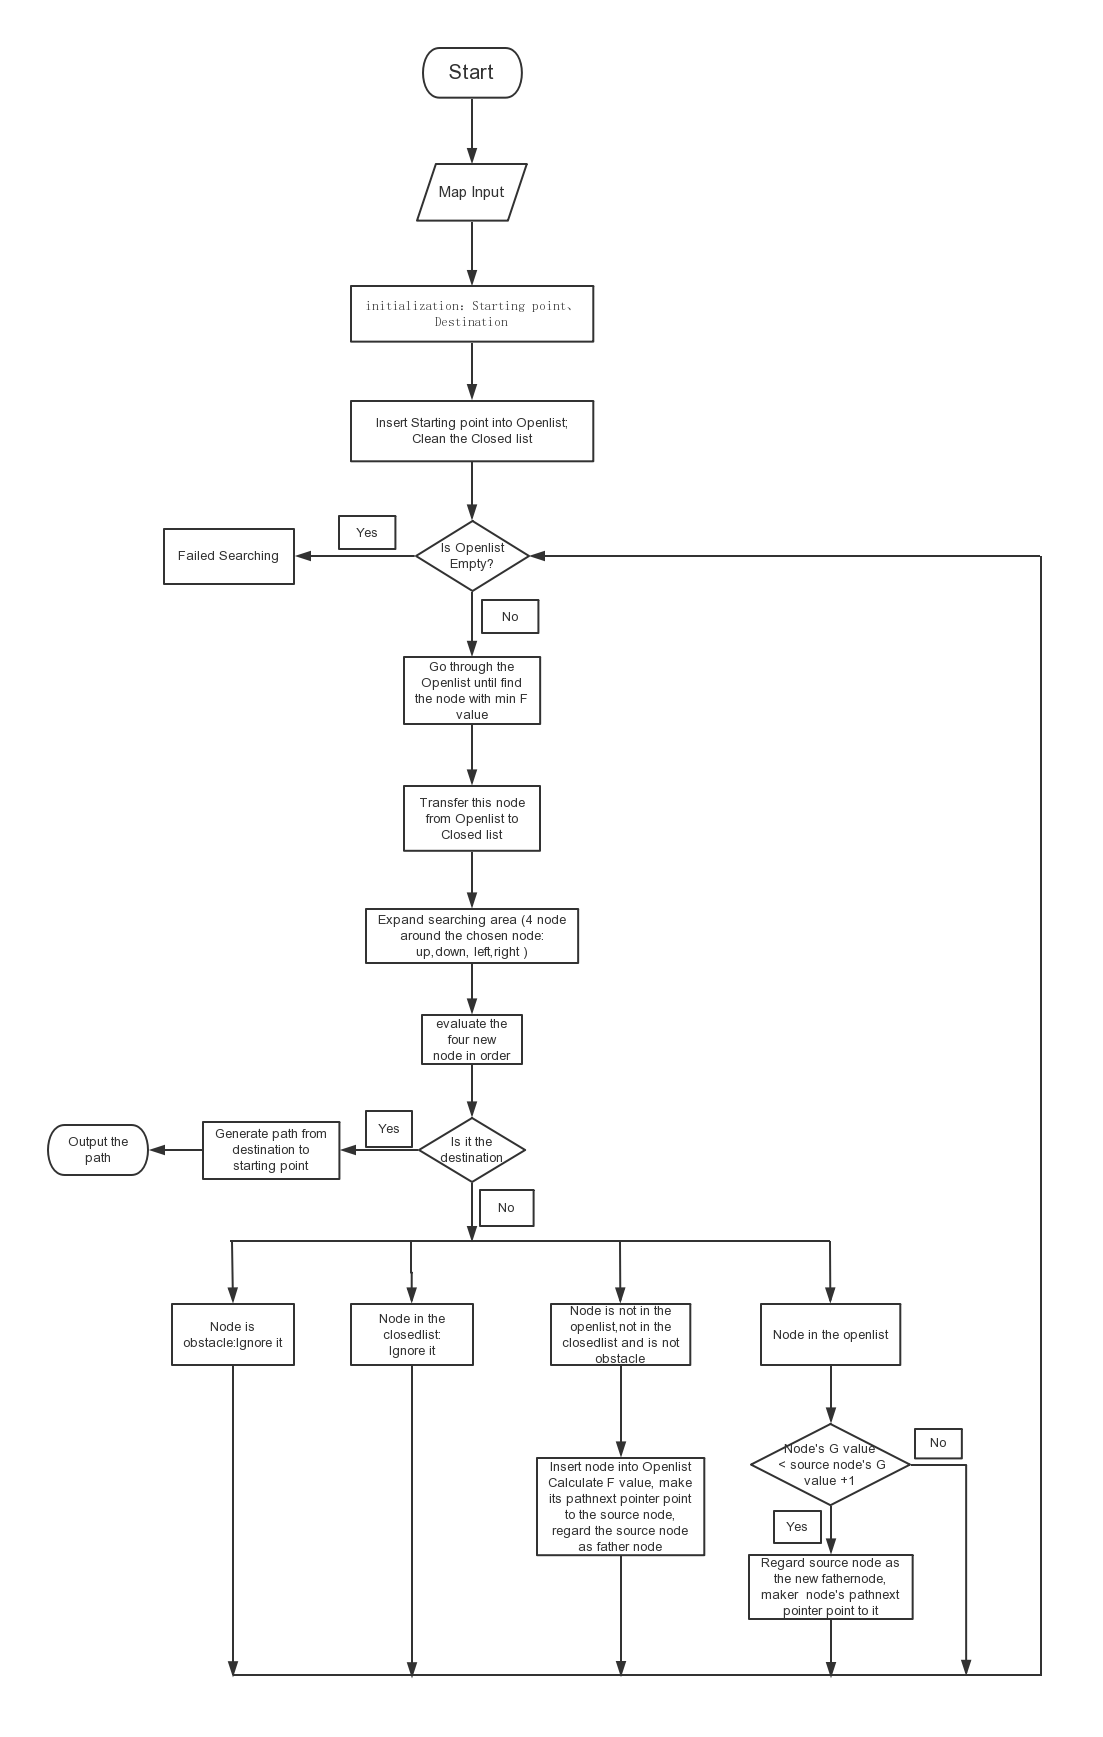 Start
Map Input
initialization：Starting point、
Destination
Insert Starting point into Openlist;
Clean the Closed list
Yes
Failed Searching
Is Openlist
Empty?
No
Go through the
Openlist until find
the node with min F
value
Transfer this node
from Openlist to
Closed list
Expand searching area (4 node
around the chosen node:
up,down, left,right )
evaluate the
four new
node in order
Output the
path
Generate path from
destination to
starting point
Yes
Is it the
destination
No
Node is
obstacle:Ignore it
Node in the
closedlist:
Ignore it
Node is not in the
openlist,not in the
closedlist and is not
obstacle
Node in the openlist
Insert node into Openlist
Calculate F value, make
its pathnext pointer point
to the source node,
regard the source node
as father node
Node's G value
< source node's G
value +1
No
Yes
Regard source node as
the new fathernode,
maker  node's pathnext
pointer point to it